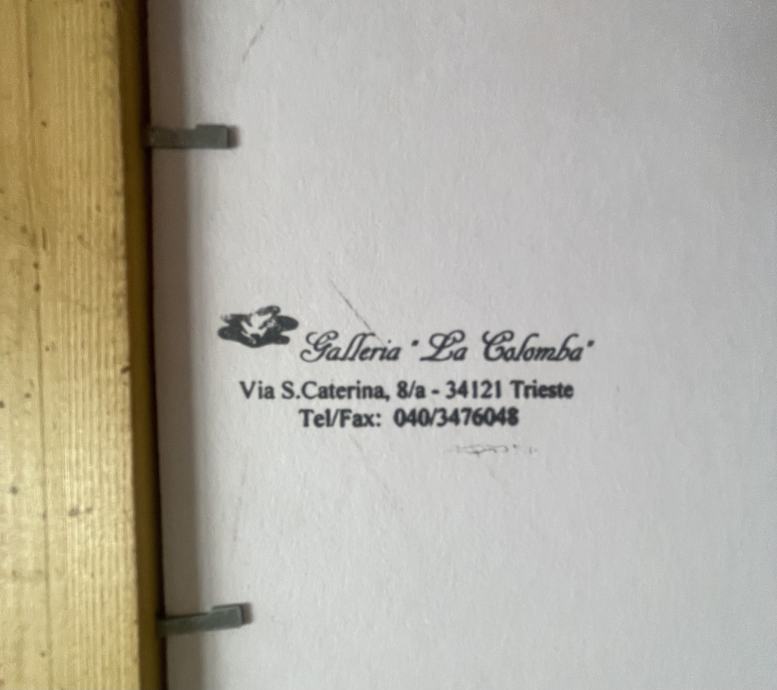 Galleria "La Colomba"
Via S.Caterina, 8/a - 34121 Trieste
Tel/Fax: 040/3476048